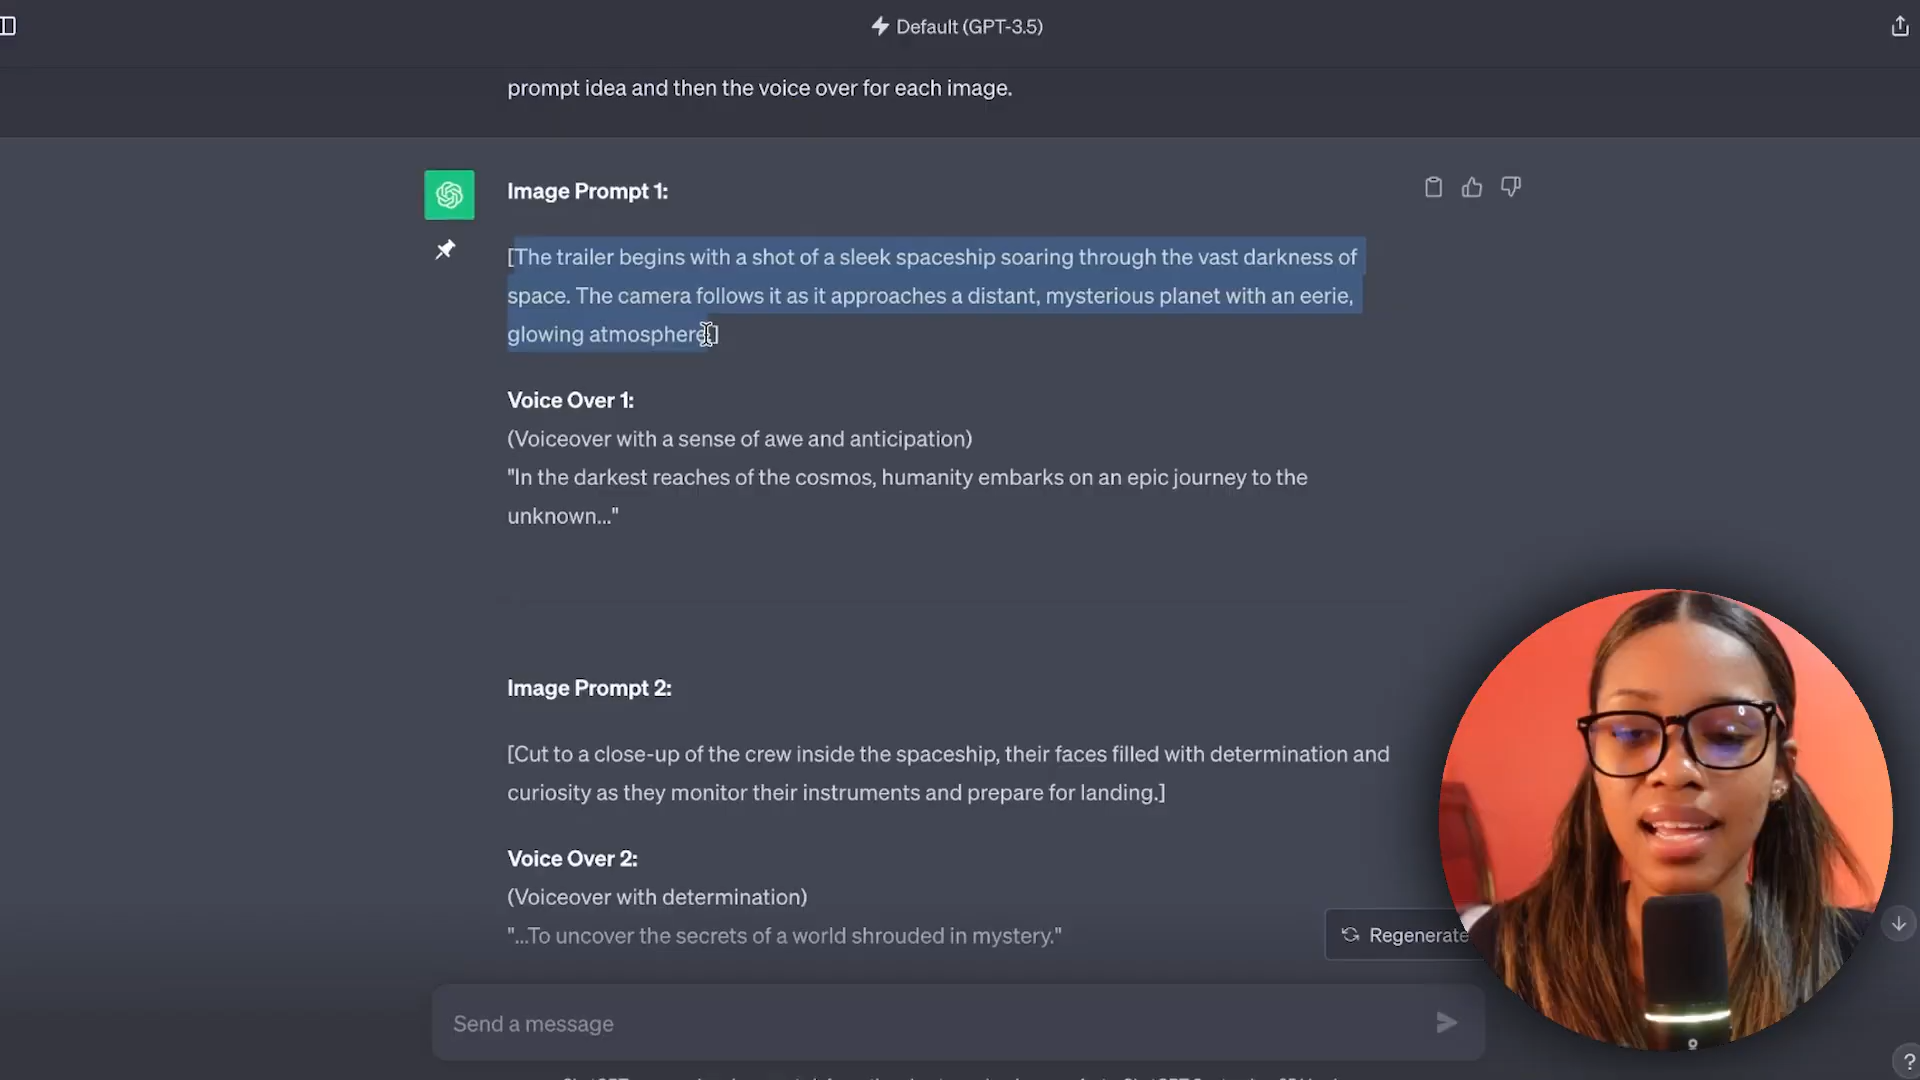 Default (GPT-3.5)
prompt idea and then the voice over for each image.
Image Prompt 1:
[The trailer begins with a shot of a sleek spaceship soaring through the vast darkness of
space. The camera follows it as it approaches a distant, mysterious planet with an eerie,
glowing atmosphere.]
Voice Over 1:
(Voiceover with a sense of awe and anticipation)
"In the darkest reaches of the cosmos, humanity embarks on an epic journey to the
unknown..."
Image Prompt 2:
[Cut to a close-up of the crew inside the spaceship, their faces filled with determination and
curiosity as they monitor their instruments and prepare for landing.]
Voice Over 2:
(Voiceover with determination)
"...To uncover the secrets of a world shrouded in mystery."
Regenerate
Send a message
?